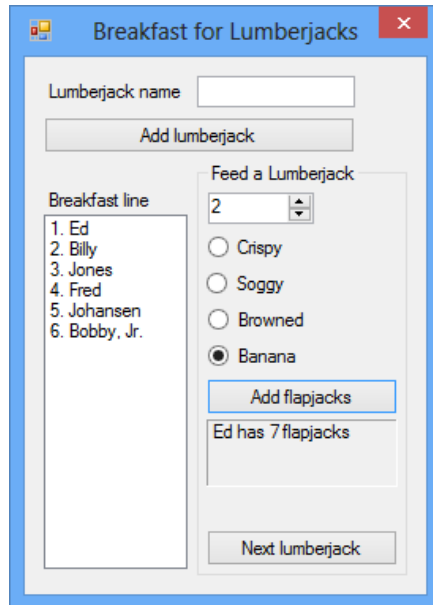 Breakfast for Lumberjacks
Lumberjack name
Add lumberjack
Breakfast line
1. Ed
2. Billy
3. Jones
4. Fred
5. Johansen
6. Bobby, Jr.
Feed a Lumberjack
2
Crispy
Soggy
Browned
Banana
Add flapjacks
Ed has 7 flapjacks
Next lumberjack